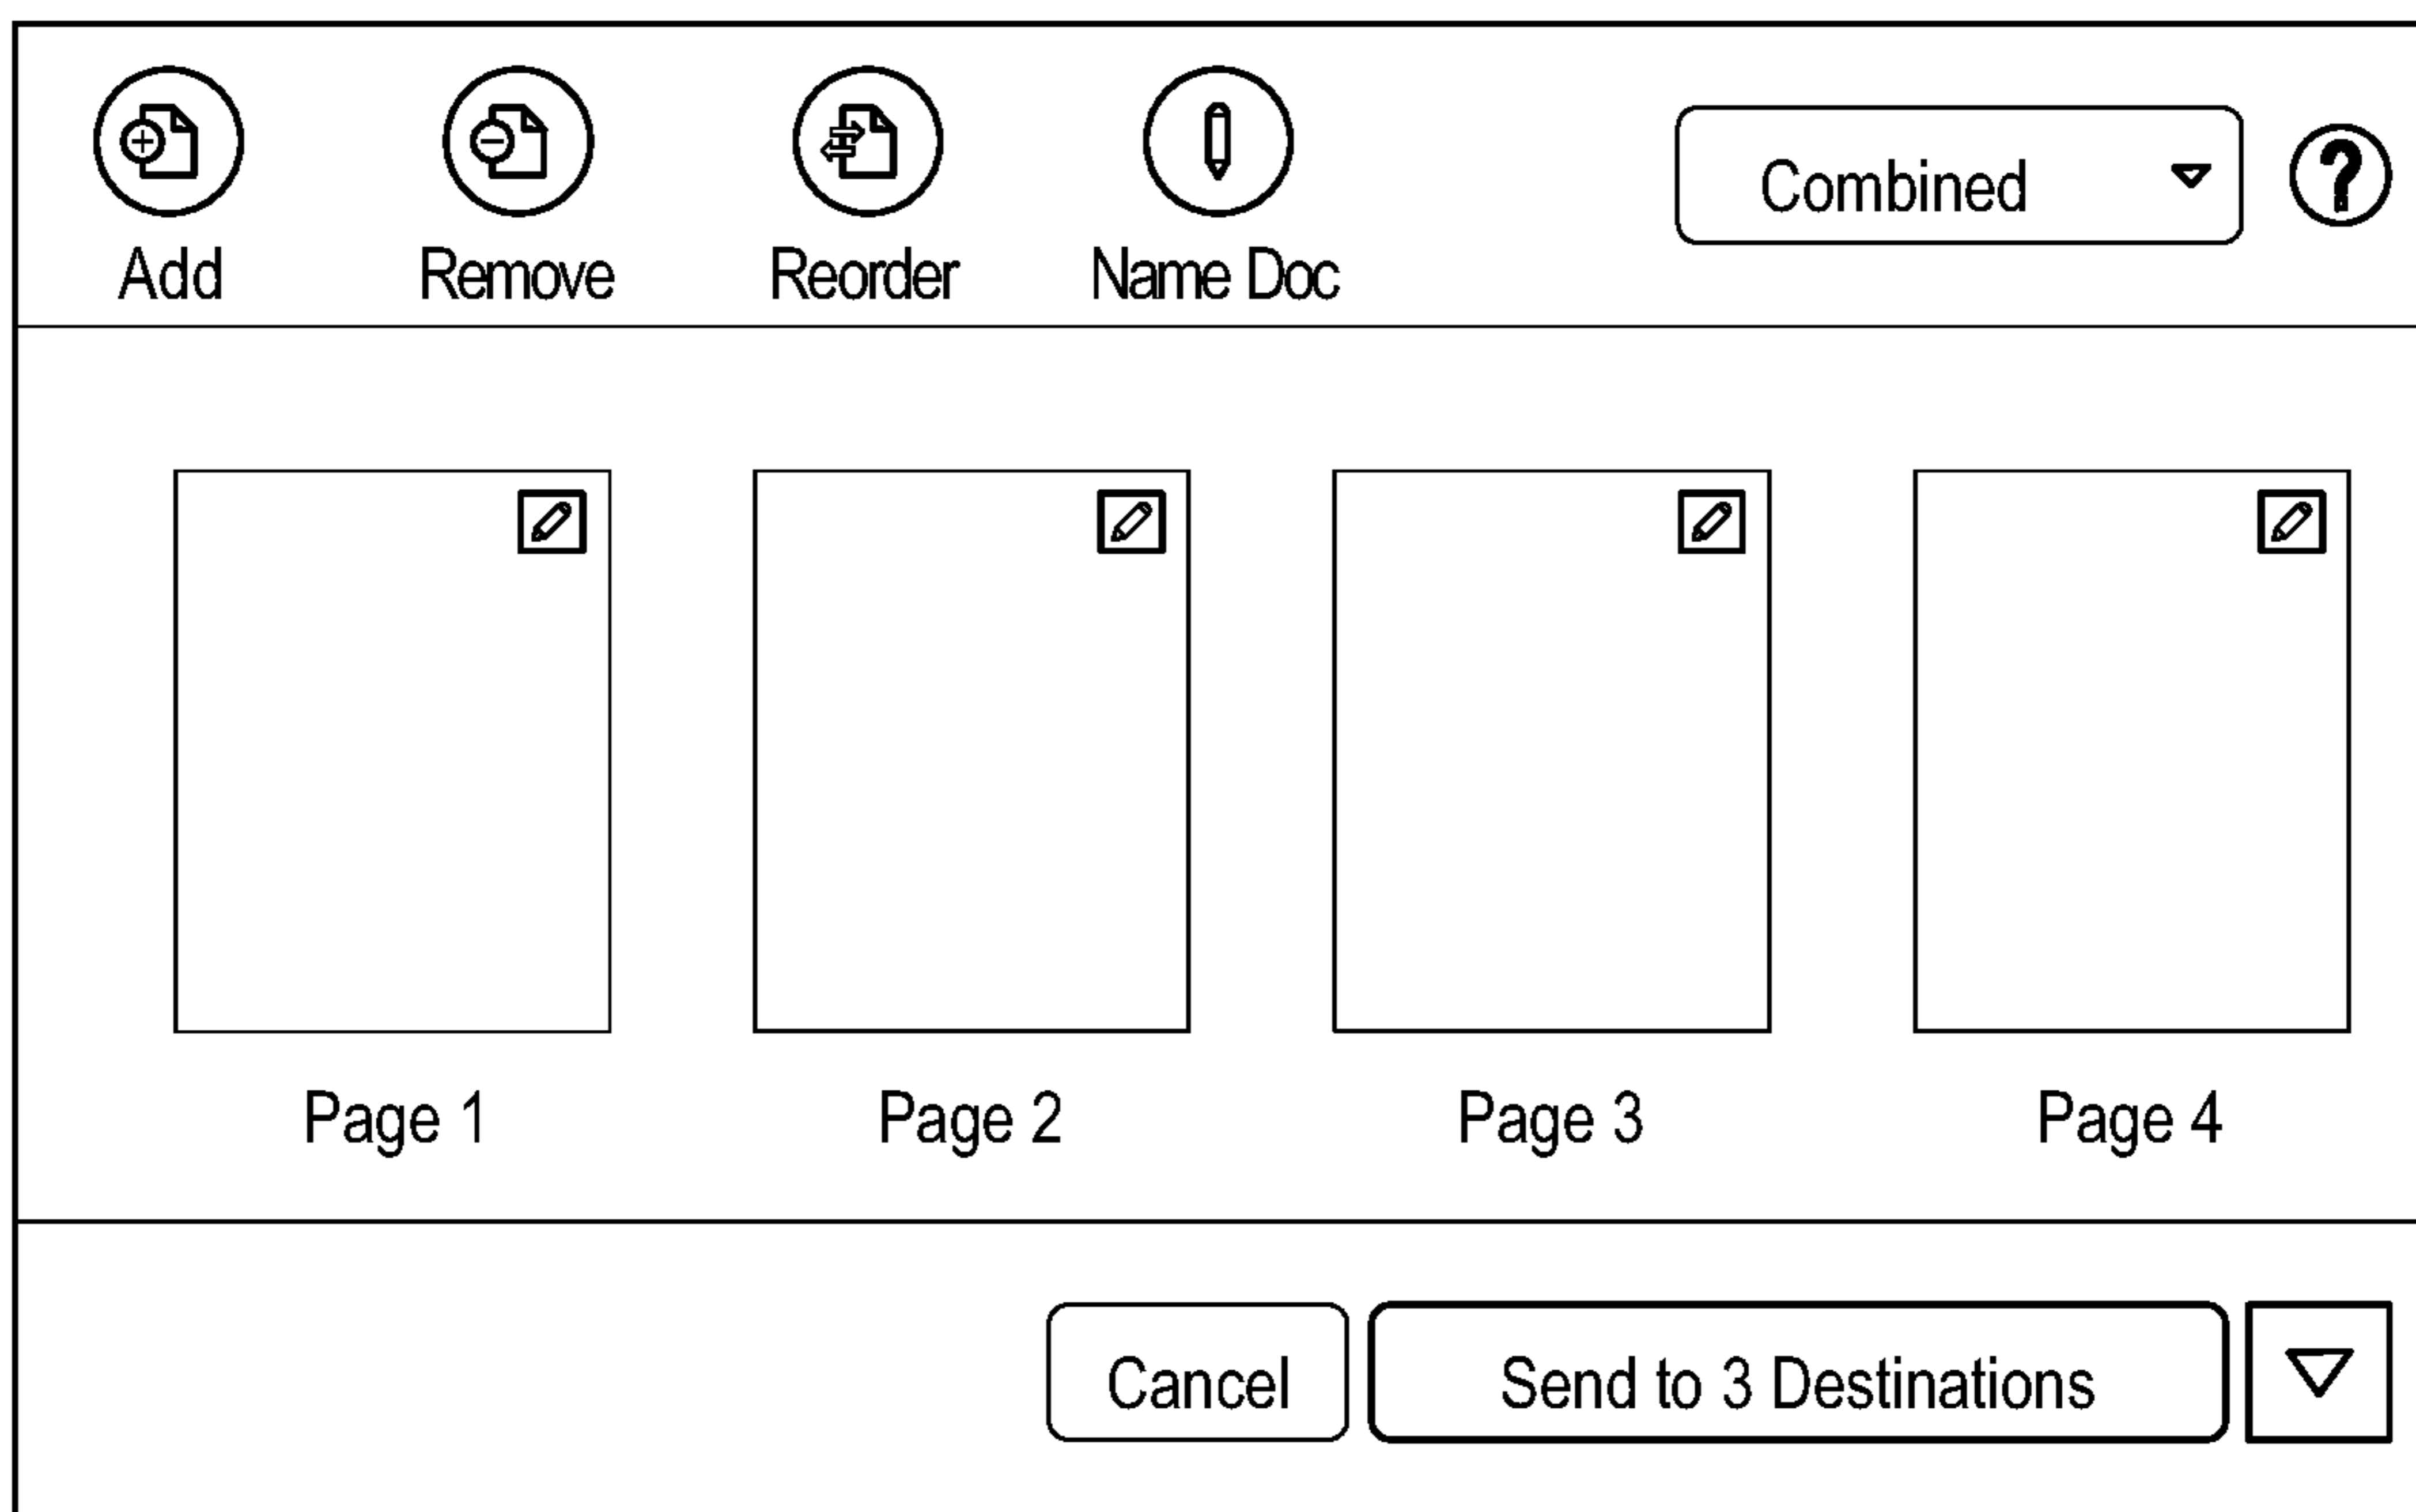 Add Remove Reorder Name Doc Combined ?
Page 1 Page 2 Page 3 Page 4
Cancel Send to 3 Destinations